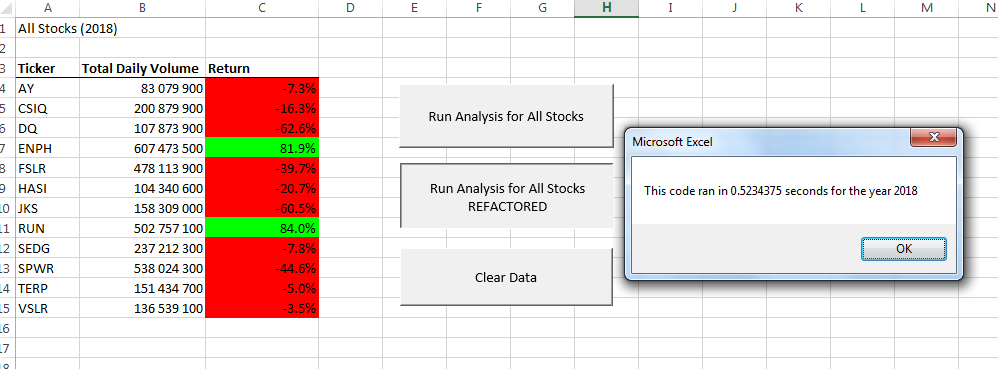 A B C D E F G H I J K L M N
1 All Stocks (2018)
2
3 Ticker Total Daily Volume Return
4 AY 83 079 900 -7.3%
5 CSIQ 200 879 900 -16.3%
6 DQ 107 873 900 -62.6%
7 ENPH 607 473 500 81.9%
8 FSLR 478 113 900 -39.7%
9 HASI 104 340 600 -20.7%
10 JKS 158 309 000 -60.5%
11 RUN 502 757 100 84.0%
12 SEDG 237 212 300 -7.8%
13 SPWR 538 024 300 -44.6%
14 TERP 151 434 700 -5.0%
15 VSLR 136 539 100 -3.5%
16
17
18
Run Analysis for All Stocks
Run Analysis for All Stocks
REFACTORED
Clear Data
Microsoft Excel
This code ran in 0.5234375 seconds for the year 2018
OK